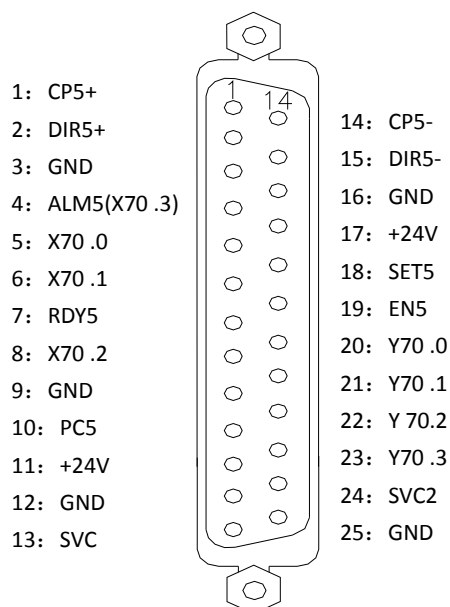 1：CP5+
2：DIR5+
3：GND
4：ALM5(X70 .3)
5：X70 .0
6：X70 .1
7：RDY5
8：X70 .2
9：GND
10：PC5
11：+24V
12：GND
13：SVC
1
14
14：CP5-
15：DIR5-
16：GND
17：+24V
18：SET5
19：EN5
20：Y70 .0
21：Y70 .1
22：Y 70.2
23：Y70 .3
24：SVC2
25：GND